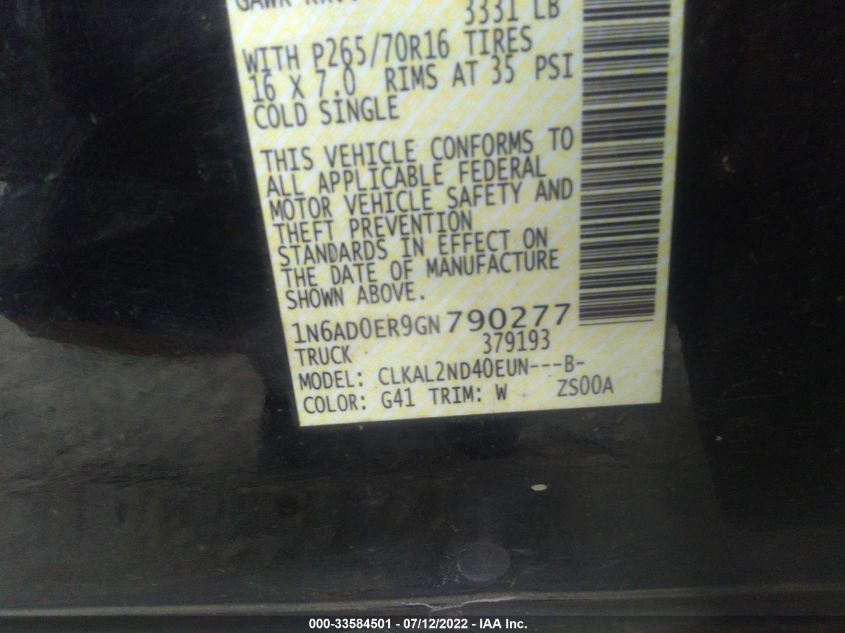 3331 LB
WITH P265/70R16 TIRES
16 X 7.0 RIMS AT 35 PSI
COLD SINGLE
THIS VEHICLE CONFORMS TO
ALL APPLICABLE FEDERAL
MOTOR VEHICLE SAFETY AND
THEFT PREVENTION
STANDARDS IN EFFECT ON
THE DATE OF MANUFACTURE
SHOWN ABOVE.
1N6AD0ER9GN790277
TRUCK 379193
MODEL: CLKAL2ND40EUN---B-
COLOR: G41 TRIM: W ZS00A
000-33584501 - 07/12/2022 - IAA Inc.